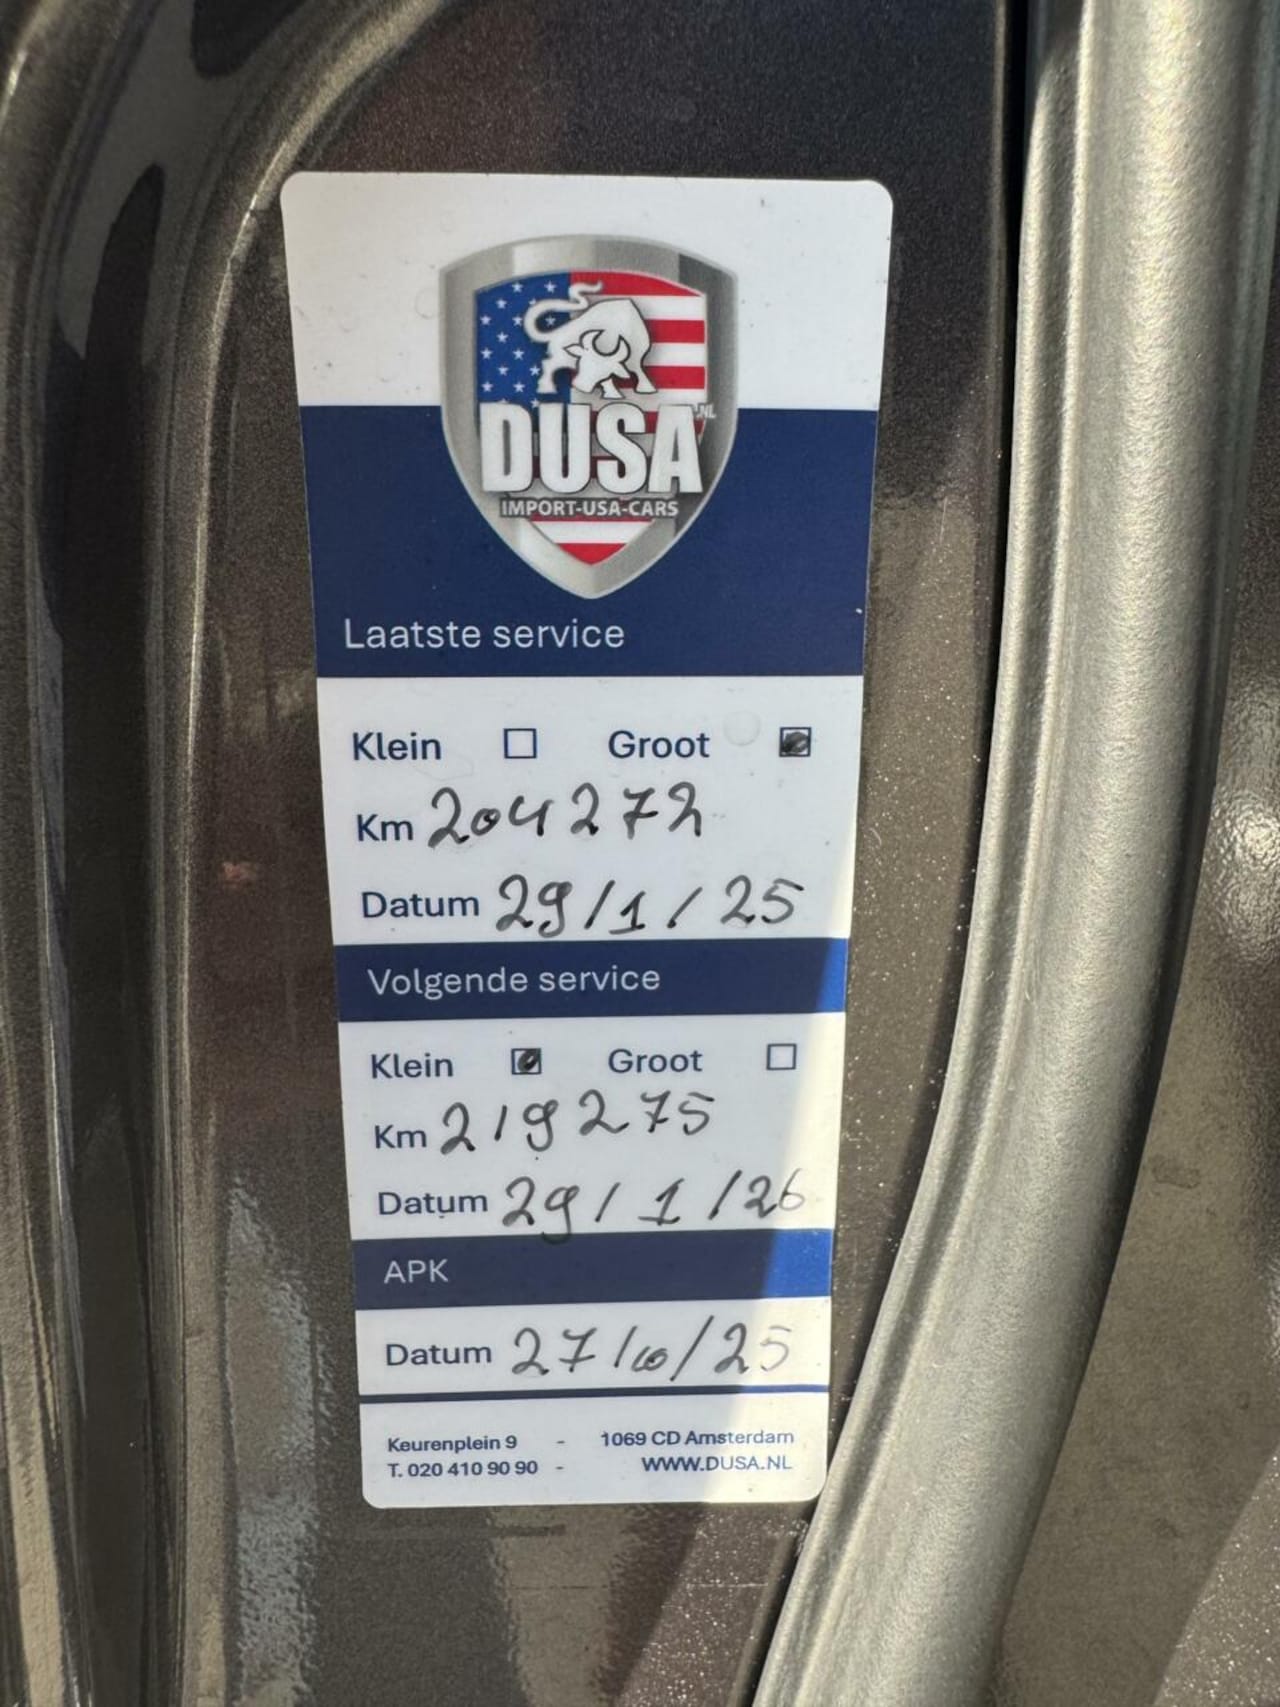 DUSA.NL
IMPORT-USA-CARS
Laatste service
Klein Groot
Km 204272
Datum 29/1/25
Volgende service
Klein Groot
Km 219275
Datum 29/1/26
APK
Datum 27/10/25
Keurenplein 9 - 1069 CD Amsterdam
T. 020 410 90 90 - WWW.DUSA.NL